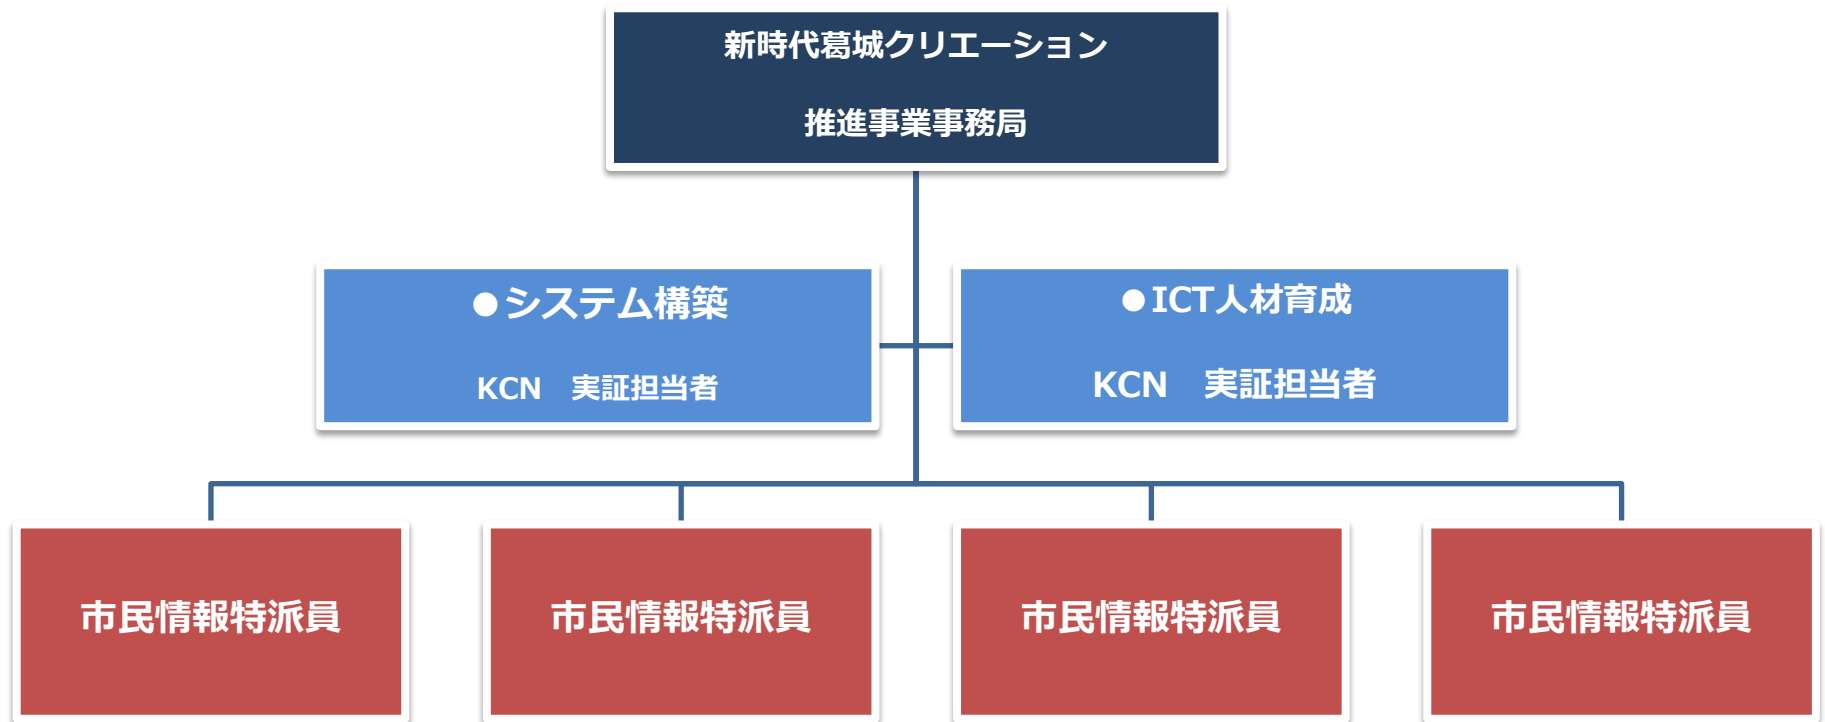 新時代葛城クリエーション
推進事業事務局
●システム構築
KCN　実証担当者
●ICT人材育成
KCN　実証担当者
市民情報特派員
市民情報特派員
市民情報特派員
市民情報特派員